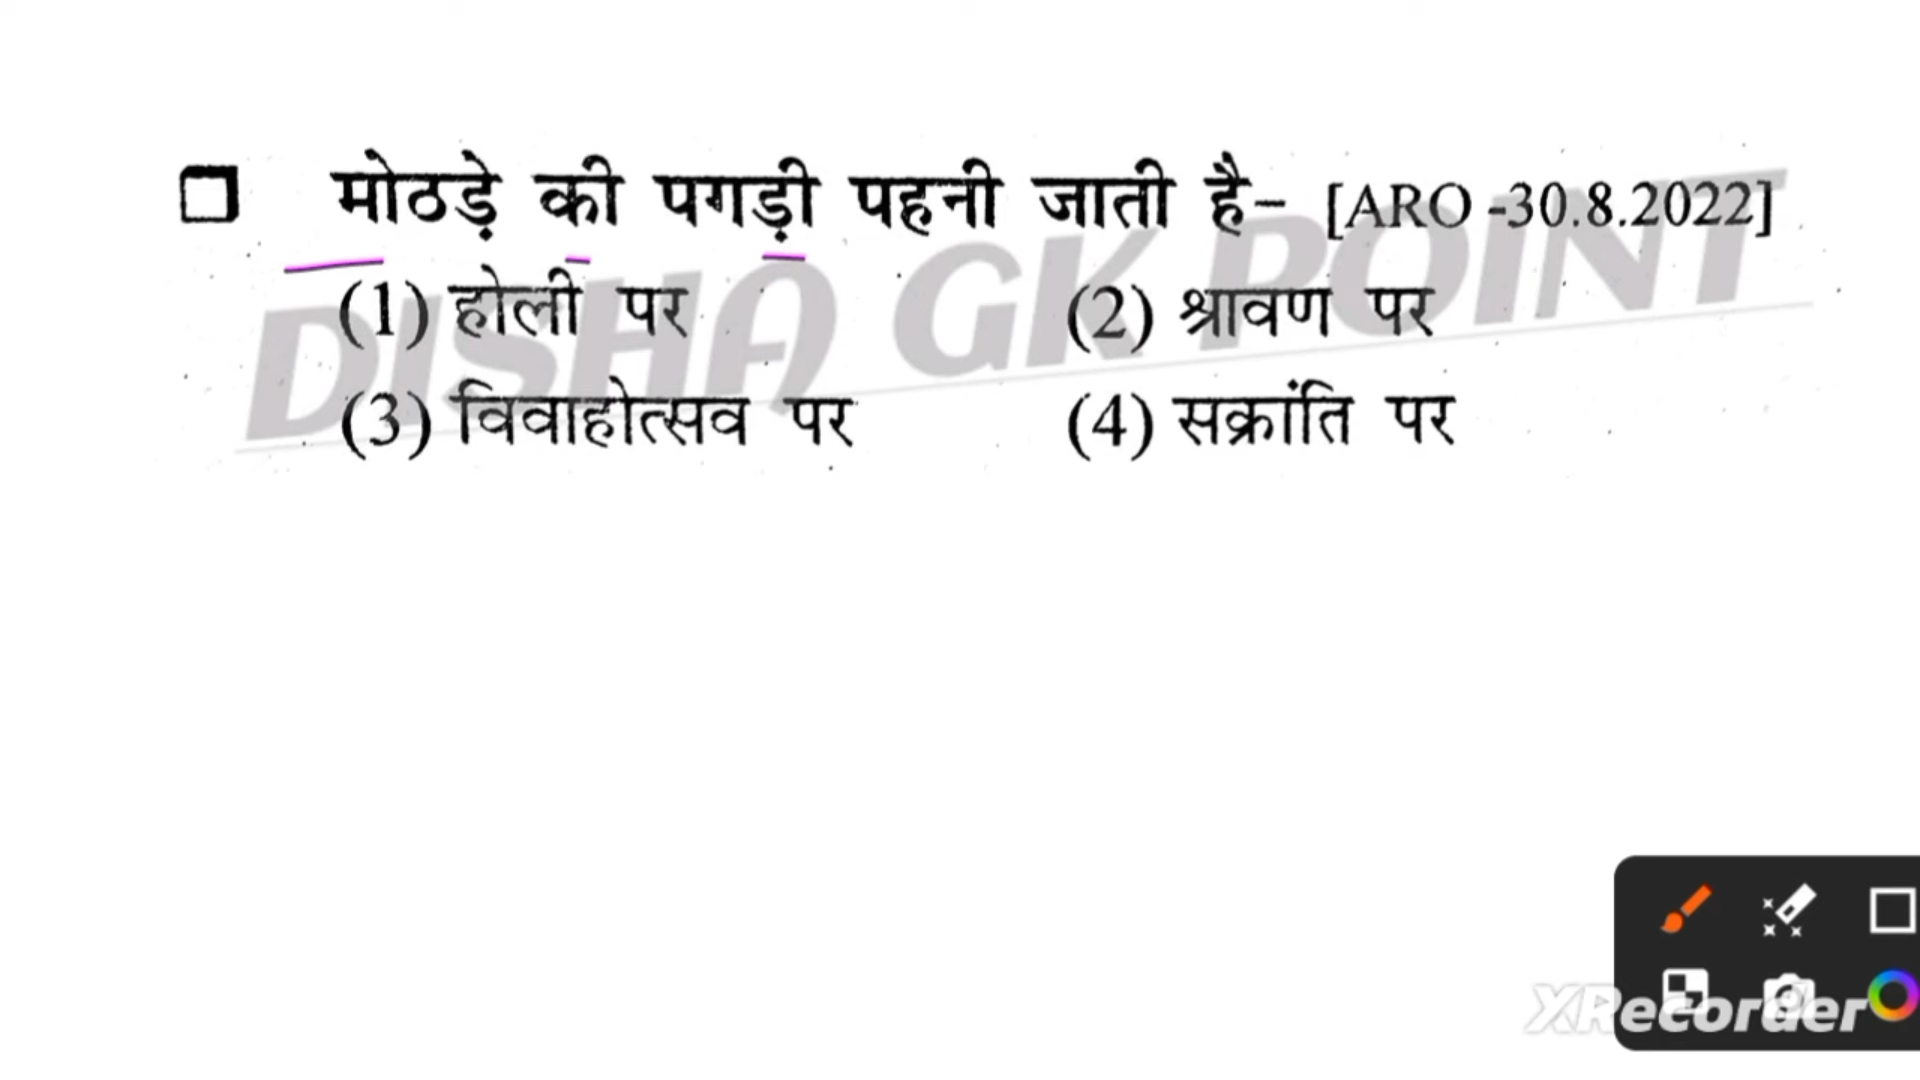 मोठड़े की पगड़ी पहनी जाती है- [ARO -30.8.2022]
(1) होली पर (2) श्रावण पर
(3) विवाहोत्सव पर (4) सक्रांति पर
DISHA GK POINT
XRecorder